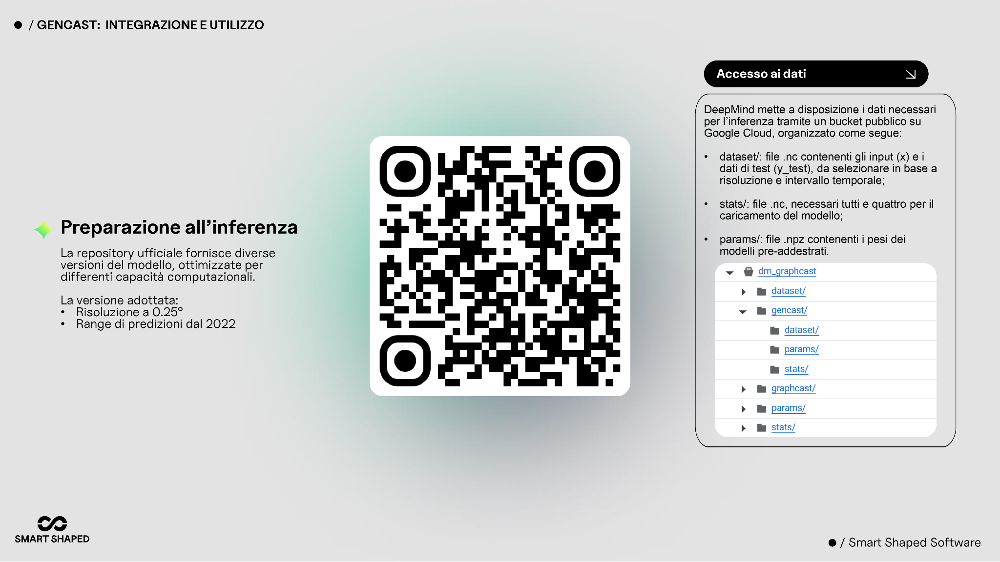 / GENCAST: INTEGRAZIONE E UTILIZZO
Preparazione all’inferenza
La repository ufficiale fornisce diverse
versioni del modello, ottimizzate per
differenti capacità computazionali.
La versione adottata:
• Risoluzione a 0.25°
• Range di predizioni dal 2022
Accesso ai dati
DeepMind mette a disposizione i dati necessari
per l’inferenza tramite un bucket pubblico su
Google Cloud, organizzato come segue:
• dataset/: file .nc contenenti gli input (x) e i
dati di test (y_test), da selezionare in base a
risoluzione e intervallo temporale;
• stats/: file .nc, necessari tutti e quattro per il
caricamento del modello;
• params/: file .npz contenenti i pesi dei
modelli pre-addestrati.
dm_graphcast
dataset/
gencast/
dataset/
params/
stats/
graphcast/
params/
stats/
SMART SHAPED
/ Smart Shaped Software